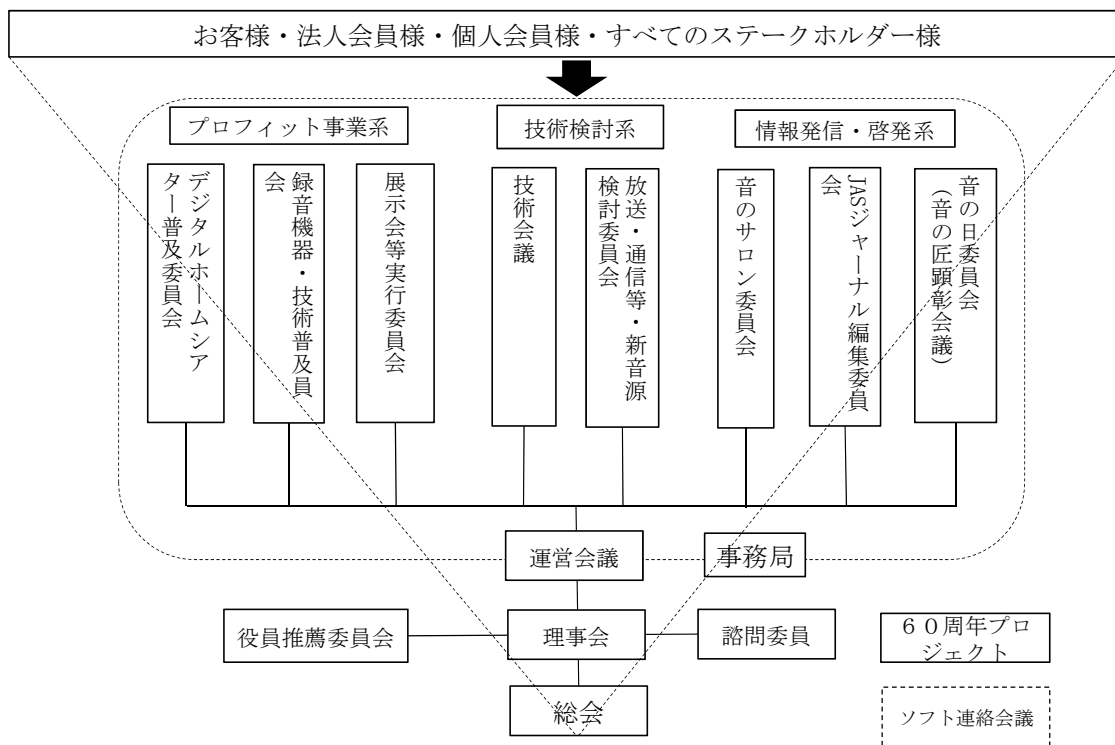 お客様・法人会員様・個人会員様・すべてのステークホルダー様
プロフィット事業系
技術検討系
情報発信・啓発系
デジタルホームシア
ター普及委員会
録音機器・技術普及員
会
展示会等実行委員会
技術会議
放送・通信等・新音源
検討委員会
音のサロン委員会
JASジャーナル編集委員
会
音の日委員会
(音の匠顕彰会議)
運営会議
事務局
役員推薦委員会
理事会
諮問委員
60周年プロ
ジェクト
総会
ソフト連絡会議